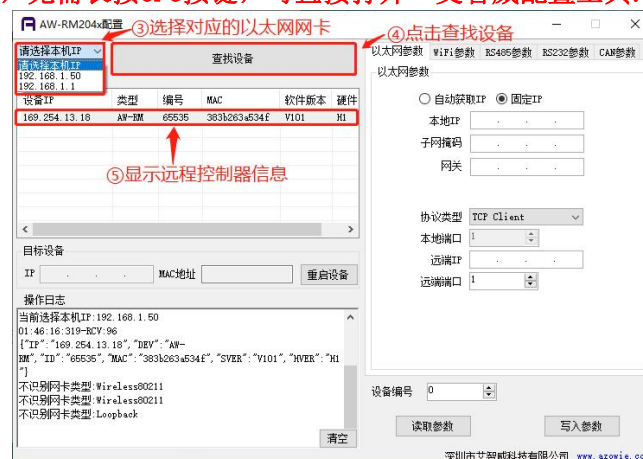 AW-RM204x配置
③选择对应的以太网网卡
④点击查找设备
请选择本机IP
请选择本机IP
192.168.1.50
192.168.1.1
查找设备
设备IP 类型 编号 MAC 软件版本 硬件
169.254.13.18 AW-RM 65535 383b263a534f V101 H1
⑤显示远程控制器信息
目标设备
IP . . . MAC地址 重启设备
操作日志
当前选择本机IP:192.168.1.50
01:46:16:319-RCV:96
{"IP":"169.254.13.18","DEV":"AW-
RM","ID":"65535","MAC":"383b263a534f","SVER":"V101","HVER":"H1
"}
不识别网卡类型:Wireless80211
不识别网卡类型:Wireless80211
不识别网卡类型:Loopback
清空
以太网参数 WiFi参数 RS485参数 RS232参数 CAN参数
以太网参数
自动获取IP 固定IP
本地IP . . .
子网掩码 . . .
网关 . . .
协议类型 TCP Client
本地端口 1
远端IP . . .
远端端口 1
设备编号 0
读取参数 写入参数
深圳市艾智威科技有限公司 www.azowie.co